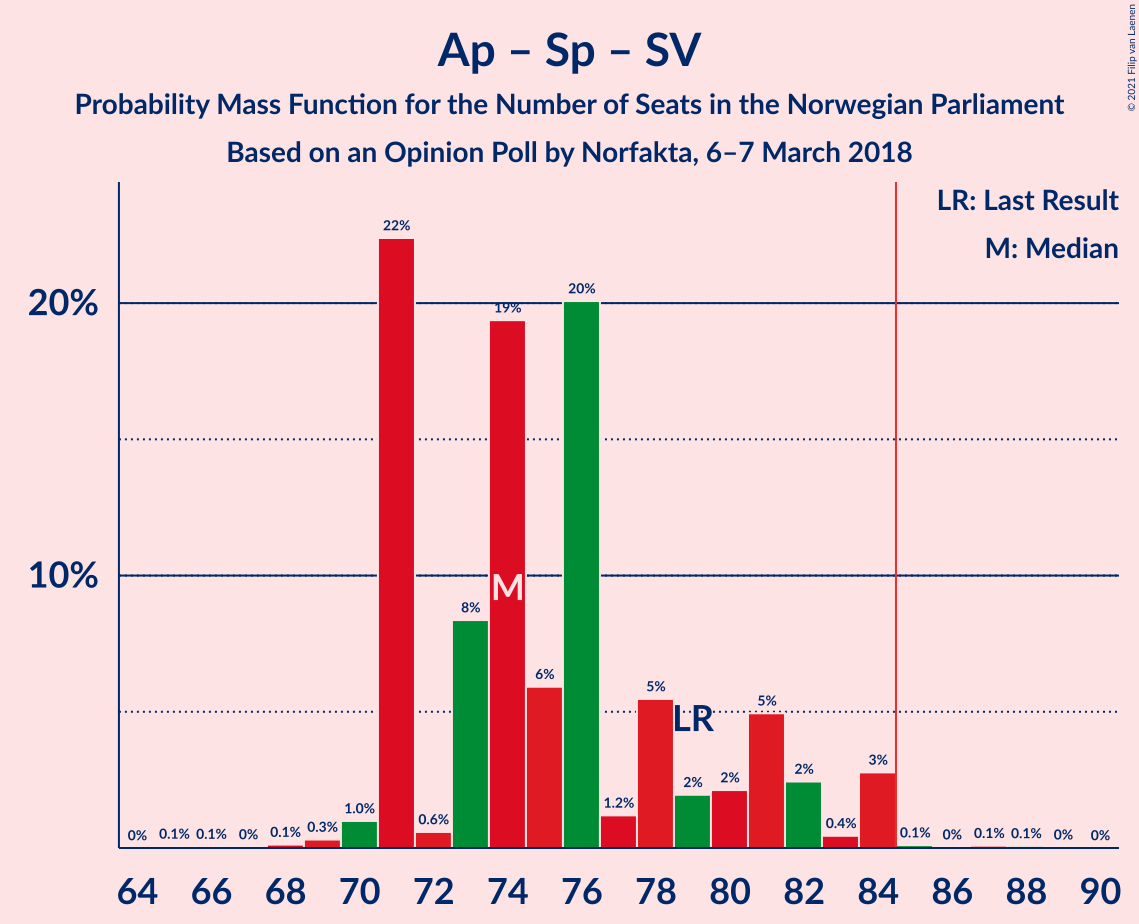 Ap – Sp – SV
Probability Mass Function for the Number of Seats in the Norwegian Parliament
Based on an Opinion Poll by Norfakta, 6–7 March 2018
© 2021 Filip van Laenen
LR: Last Result
M: Median
20%
10%
0% 0.1% 0.1% 0% 0.1% 0.3% 1.0% 22% 0.6% 8% 19% 6% 20% 1.2% 5% 2% 2% 5% 2% 0.4% 3% 0.1% 0% 0.1% 0.1% 0% 0%
M
LR
64 66 68 70 72 74 76 78 80 82 84 86 88 90